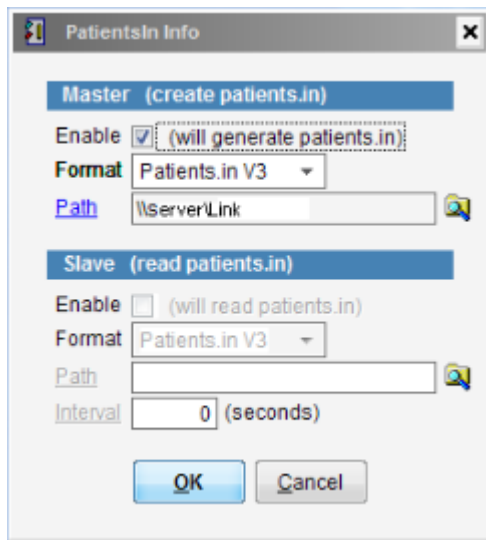 PatientsIn Info
Master (create patients.in)
Enable (will generate patients.in)
Format Patients.in V3
Path \\Server\Link
Slave (read patients.in)
Enable (will read patients.in)
Format Patients.in V3
Path
Interval 0 (seconds)
OK Cancel